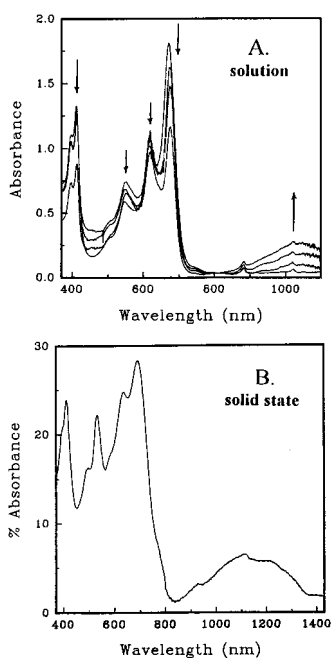 A.
solution
2.0
1.5
1.0
0.5
0.0
Absorbance
400 600 800 1000
Wavelength (nm)
B.
solid state
30
20
10
0
% Absorbance
400 600 800 1000 1200 1400
Wavelength (nm)